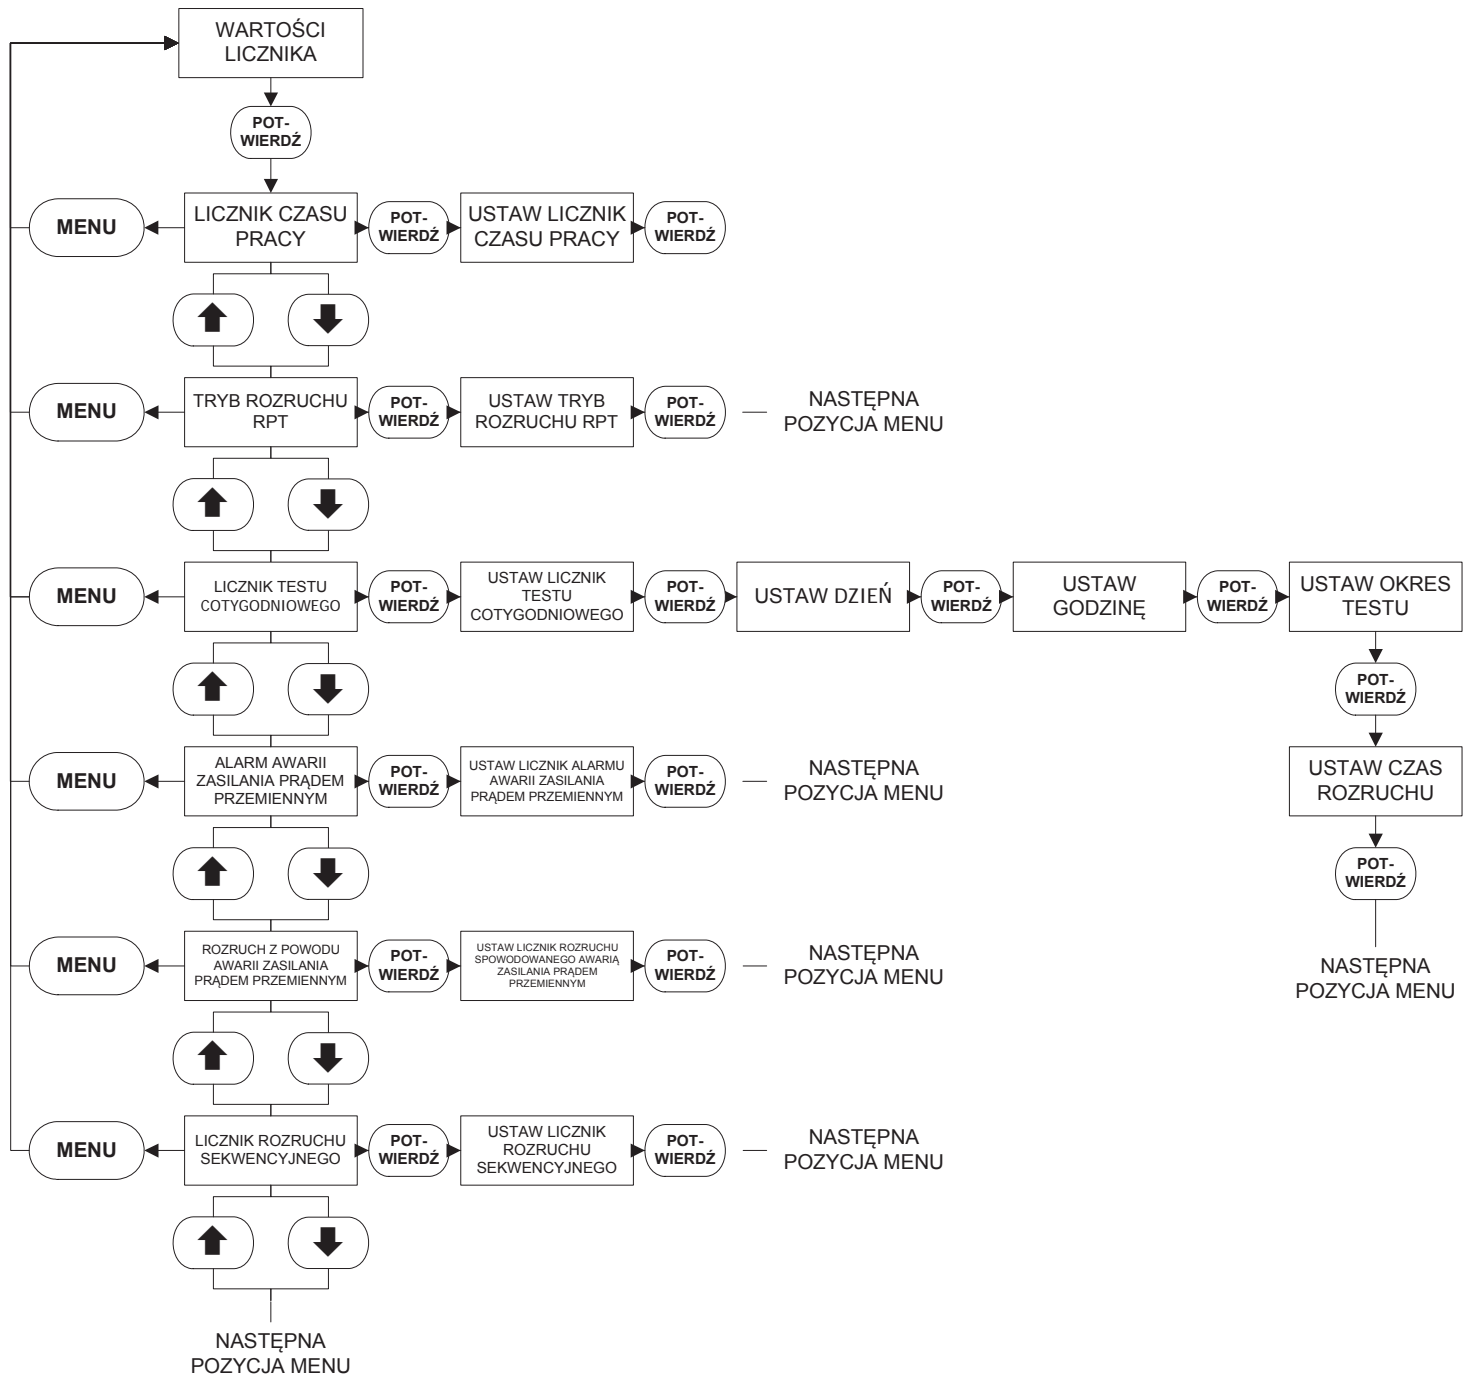 WARTOŚCI
LICZNIKA
POT-
WIERDŹ
MENU
LICZNIK CZASU
PRACY
POT-
WIERDŹ
USTAW LICZNIK
CZASU PRACY
POT-
WIERDŹ
MENU
TRYB ROZRUCHU
RPT
POT-
WIERDŹ
USTAW TRYB
ROZRUCHU RPT
POT-
WIERDŹ
NASTĘPNA
POZYCJA MENU
MENU
LICZNIK TESTU
COTYGODNIOWEGO
POT-
WIERDŹ
USTAW LICZNIK
TESTU
COTYGODNIOWEGO
POT-
WIERDŹ
USTAW DZIEŃ
POT-
WIERDŹ
USTAW
GODZINĘ
POT-
WIERDŹ
USTAW OKRES
TESTU
POT-
WIERDŹ
USTAW CZAS
ROZRUCHU
POT-
WIERDŹ
NASTĘPNA
POZYCJA MENU
MENU
ALARM AWARII
ZASILANIA PRĄDEM
PRZEMIENNYM
POT-
WIERDŹ
USTAW LICZNIK ALARMU
AWARII ZASILANIA
PRĄDEM PRZEMIENNYM
POT-
WIERDŹ
NASTĘPNA
POZYCJA MENU
MENU
ROZRUCH Z POWODU
AWARII ZASILANIA
PRĄDEM PRZEMIENNYM
POT-
WIERDŹ
USTAW LICZNIK ROZRUCHU
SPOWODOWANEGO AWARIĄ
ZASILANIA PRĄDEM
PRZEMIENNYM
POT-
WIERDŹ
NASTĘPNA
POZYCJA MENU
MENU
LICZNIK ROZRUCHU
SEKWENCYJNEGO
POT-
WIERDŹ
USTAW LICZNIK
ROZRUCHU
SEKWENCYJNEGO
POT-
WIERDŹ
NASTĘPNA
POZYCJA MENU
NASTĘPNA
POZYCJA MENU